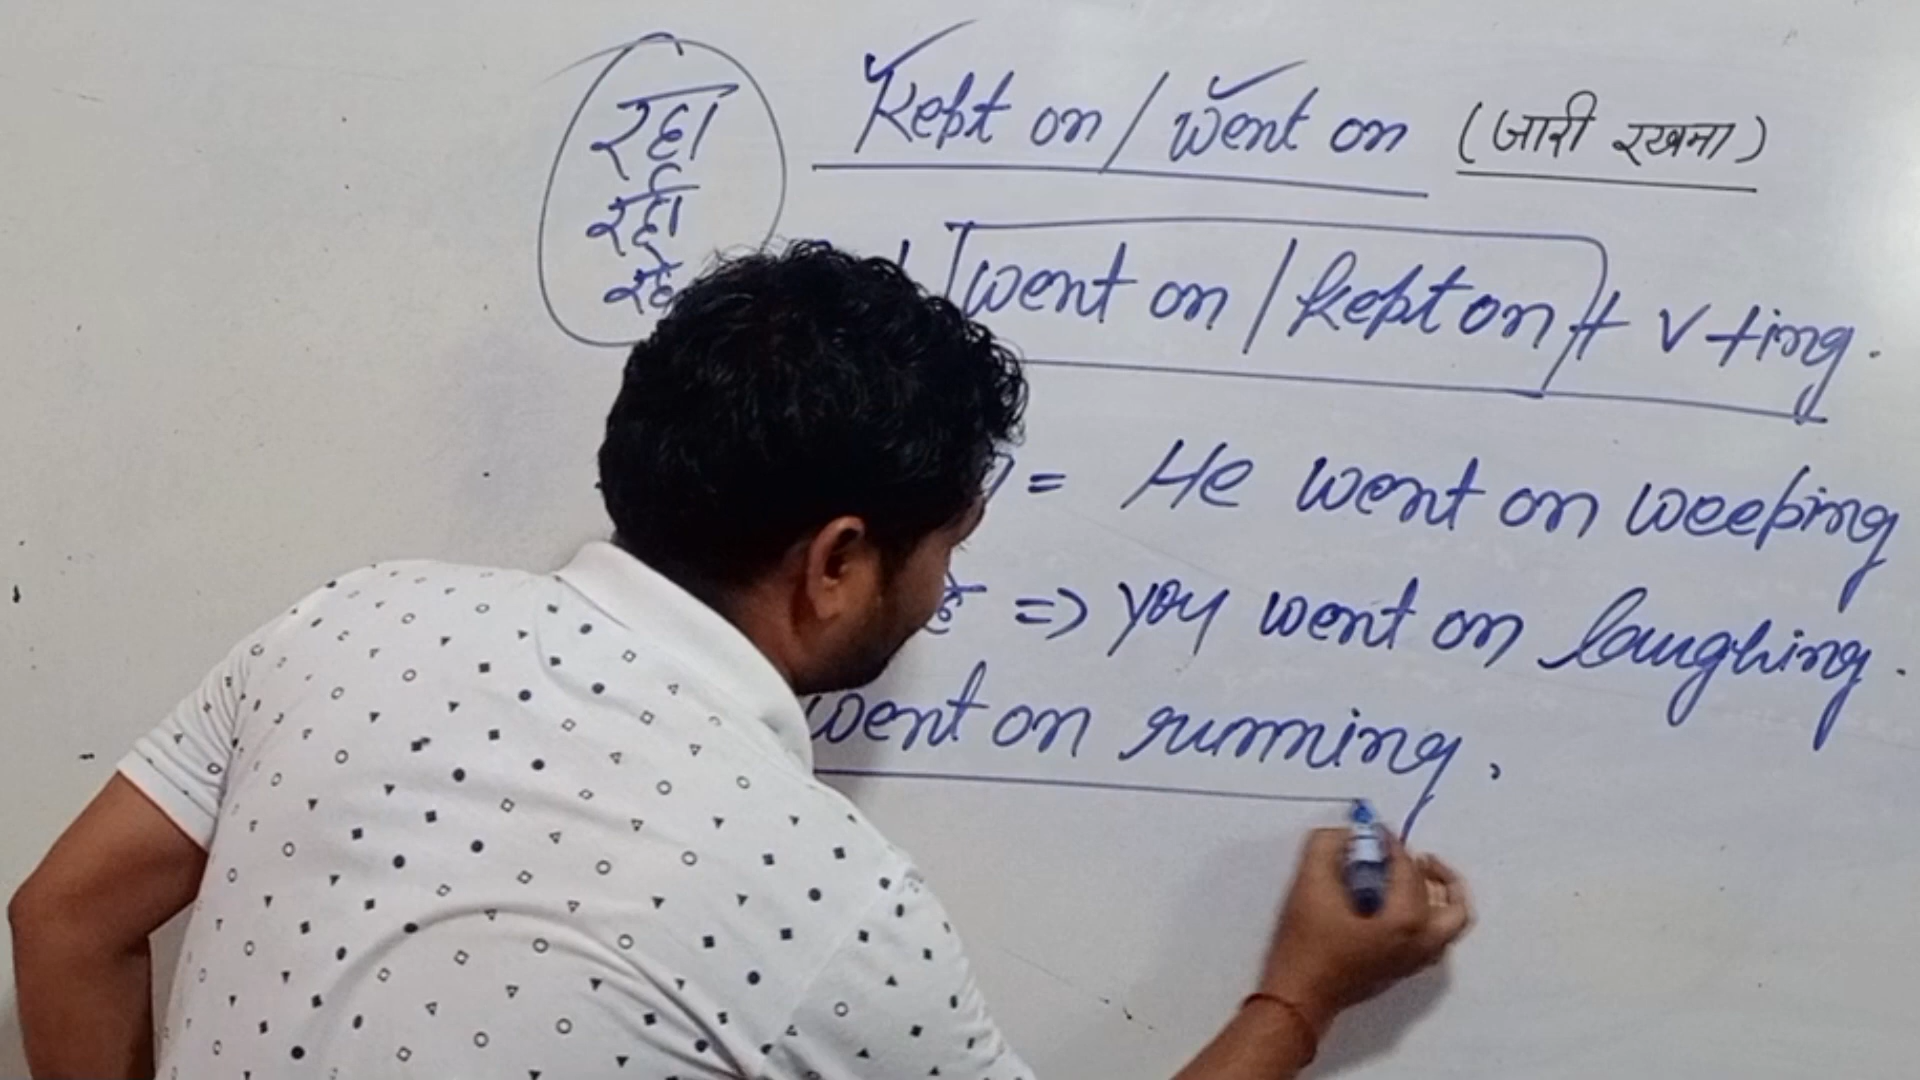 रहा
रही
रहे
Kept on / went on (जारी रखना)
went on / kept on + v + ing.
= He went on weeping
=> you went on laughing.
went on running.